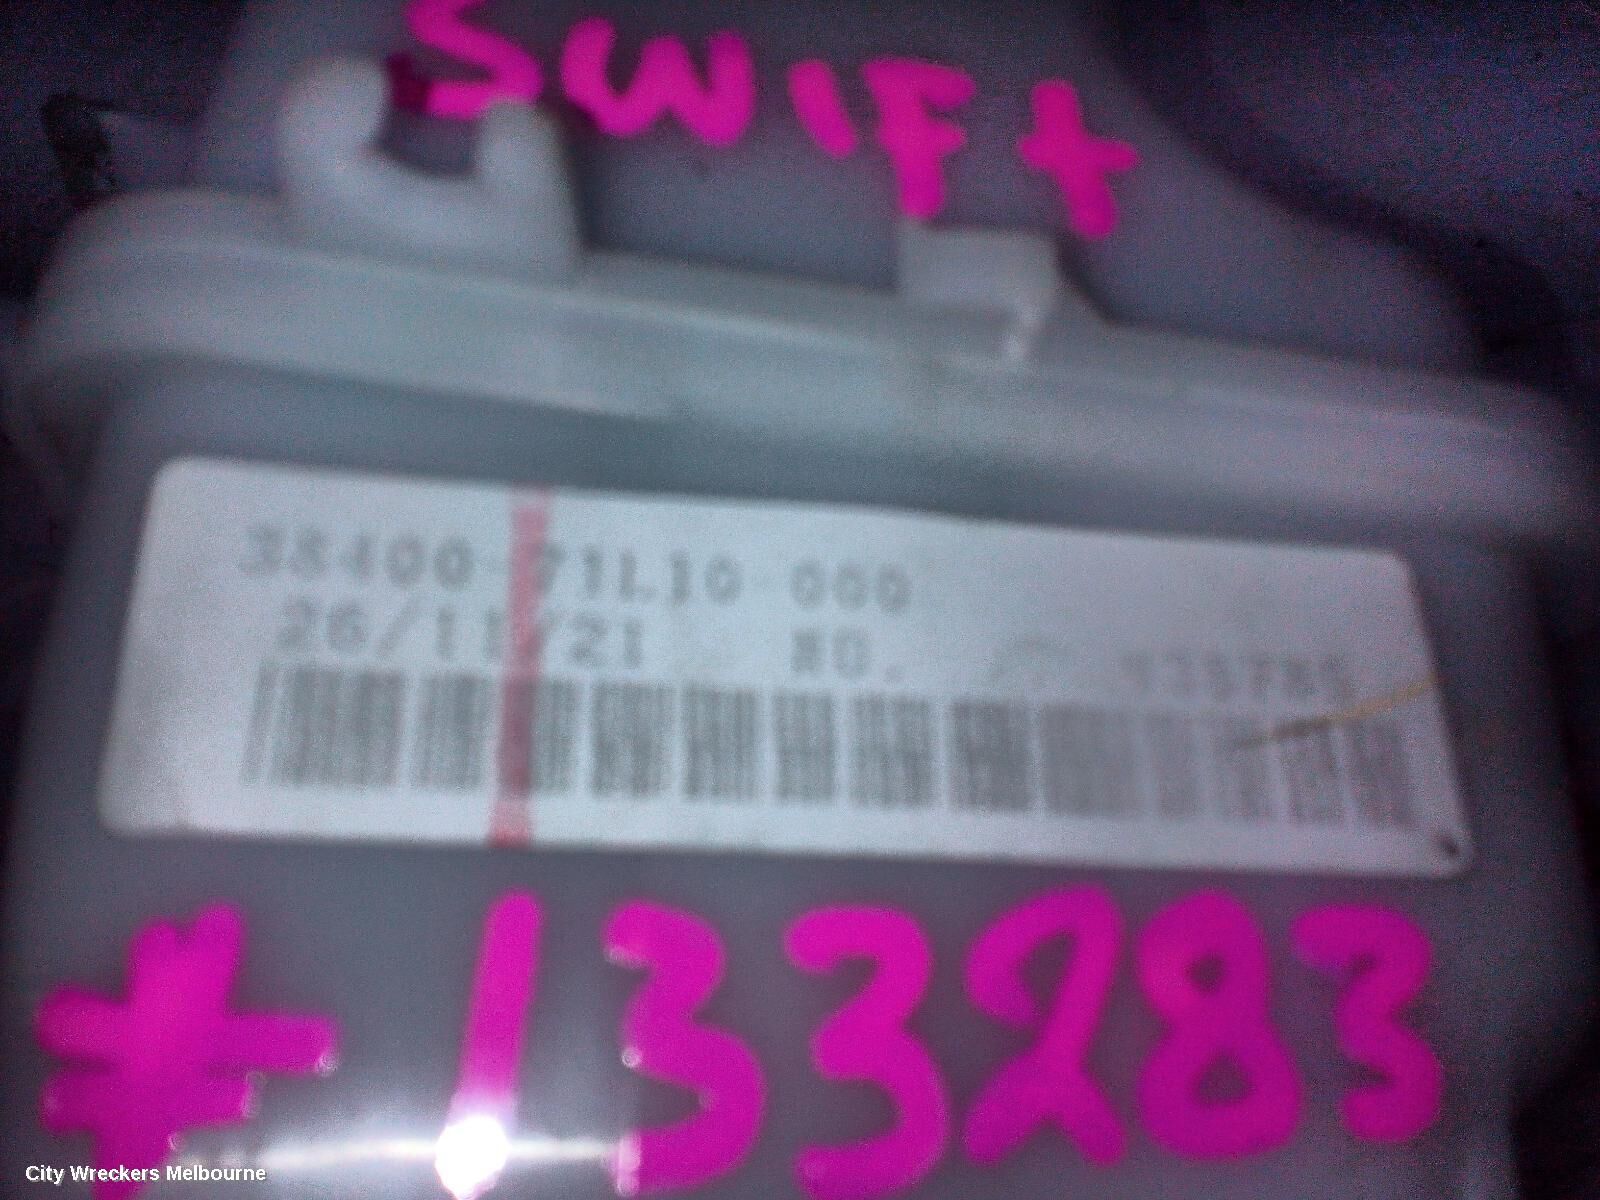 SWIFT
38400 71L10 000
26/11/21 NO.
#133283
City Wreckers Melbourne